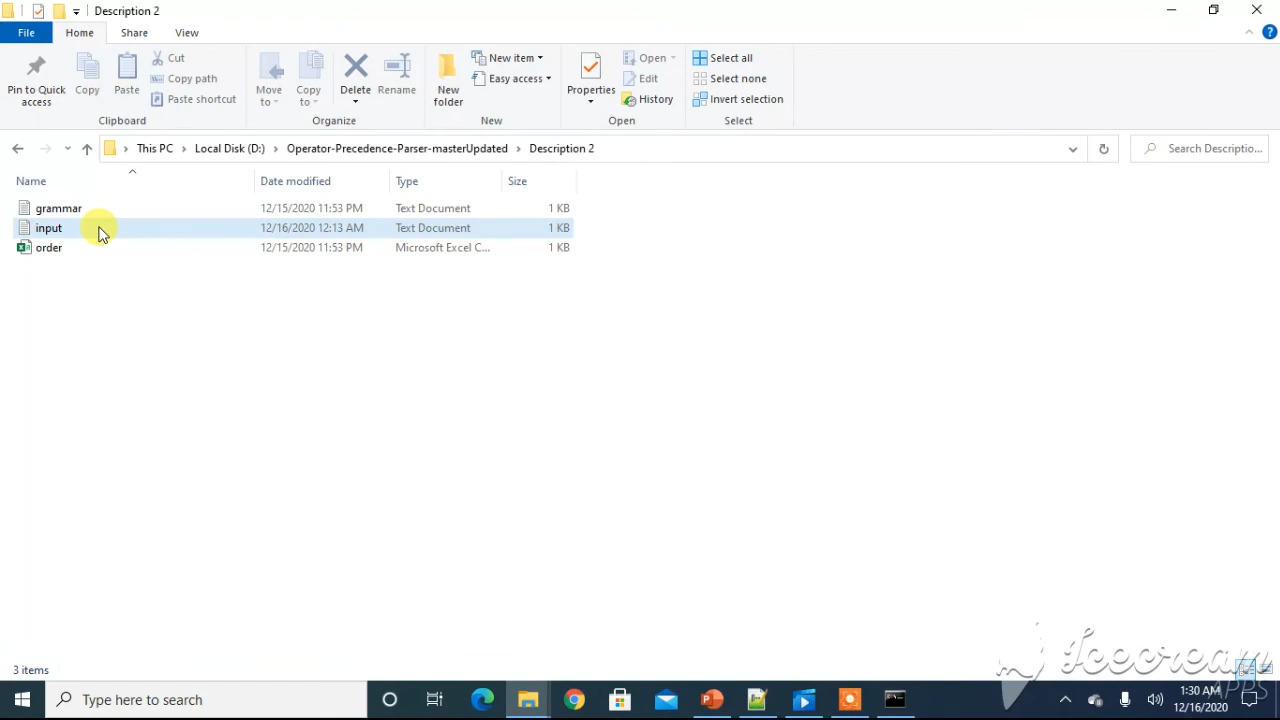 Description 2
File Home Share View
Pin to Quick access
Copy
Paste
Cut
Copy path
Paste shortcut
Clipboard
Move to
Copy to
Delete
Rename
Organize
New folder
New item
Easy access
New
Properties
Open
Edit
History
Open
Select all
Select none
Invert selection
Select
This PC > Local Disk (D:) > Operator-Precedence-Parser-masterUpdated > Description 2
Search Descriptio...
Name Date modified Type Size
grammar 12/15/2020 11:53 PM Text Document 1 KB
input 12/16/2020 12:13 AM Text Document 1 KB
order 12/15/2020 11:53 PM Microsoft Excel C... 1 KB
3 items
Icecream
APPS
Type here to search
1:30 AM
12/16/2020